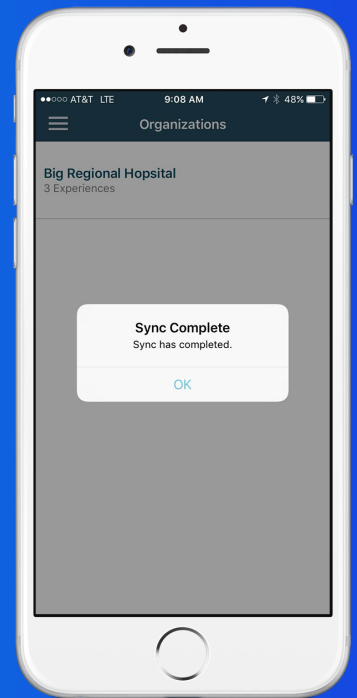 AT&T LTE 9:08 AM 48%
Organizations
Big Regional Hopsital
3 Experiences
Sync Complete
Sync has completed.
OK